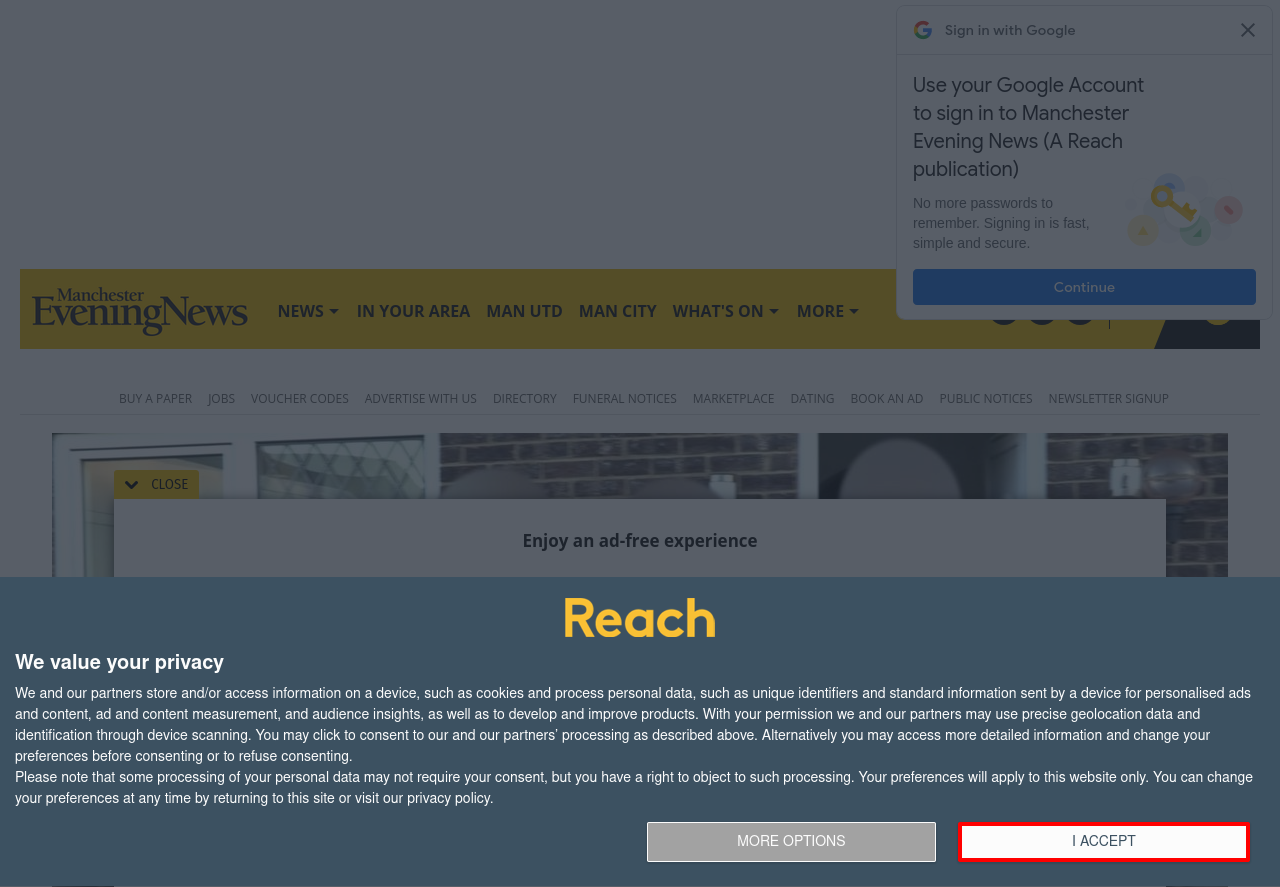 Sign in with Google
Use your Google Account
to sign in to Manchester
Evening News (A Reach
publication)
No more passwords to
remember. Signing in is fast,
simple and secure.
Continue
Manchester
Evening News
NEWS IN YOUR AREA MAN UTD MAN CITY WHAT'S ON MORE
BUY A PAPER JOBS VOUCHER CODES ADVERTISE WITH US DIRECTORY FUNERAL NOTICES MARKETPLACE DATING BOOK AN AD PUBLIC NOTICES NEWSLETTER SIGNUP
CLOSE
Enjoy an ad-free experience
Reach
We value your privacy
We and our partners store and/or access information on a device, such as cookies and process personal data, such as unique identifiers and standard information sent by a device for personalised ads
and content, ad and content measurement, and audience insights, as well as to develop and improve products. With your permission we and our partners may use precise geolocation data and
identification through device scanning. You may click to consent to our and our partners’ processing as described above. Alternatively you may access more detailed information and change your
preferences before consenting or to refuse consenting.
Please note that some processing of your personal data may not require your consent, but you have a right to object to such processing. Your preferences will apply to this website only. You can change
your preferences at any time by returning to this site or visit our privacy policy.
MORE OPTIONS
I ACCEPT